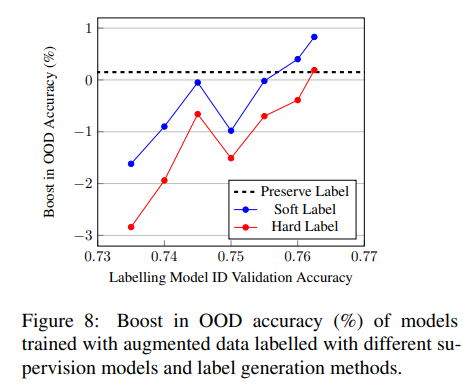 1
0
−1
−2
−3
Boost in OOD Accuracy (%)
Preserve Label
Soft Label
Hard Label
0.73 0.74 0.75 0.76 0.77
Labelling Model ID Validation Accuracy
Figure 8: Boost in OOD accuracy (%) of models
trained with augmented data labelled with different su-
pervision models and label generation methods.